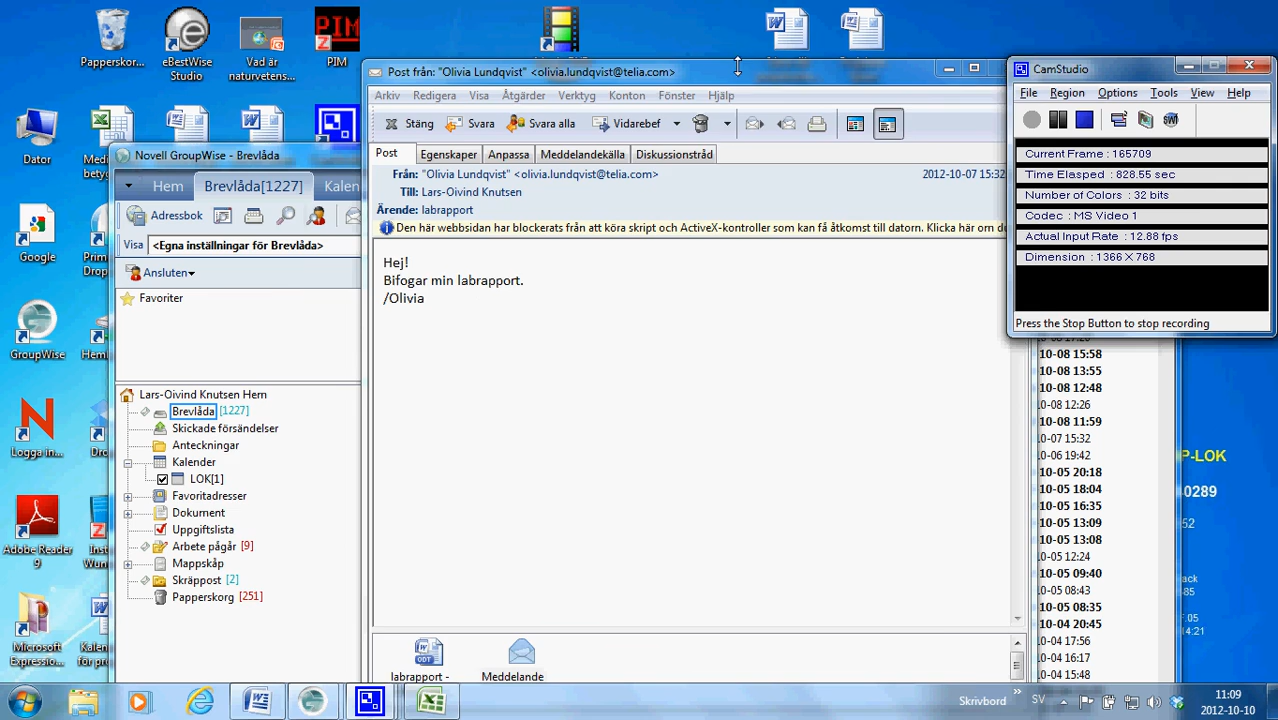 Papperskor...
eBestWise
Studio
Vad är
naturvetens...
PIM
PIM
Dator
Google
GroupWise
Logga in...
Adobe Reader
9
Microsoft
Expressio...
Novell GroupWise - Brevlåda
Hem
Brevlåda[1227]
Kalen
Adressbok
Visa
<Egna inställningar för Brevlåda>
Ansluten
Favoriter
Lars-Oivind Knutsen Hem
Brevlåda [1227]
Skickade försändelser
Anteckningar
Kalender
LOK[1]
Favoritadresser
Dokument
Uppgiftslista
Arbete pågår [9]
Mappskåp
Skräppost [2]
Papperskorg [251]
Post från: "Olivia Lundqvist" <olivia.lundqvist@telia.com>
Arkiv Redigera Visa Åtgärder Verktyg Konton Fönster Hjälp
Stäng Svara Svara alla Vidarebef
Post Egenskaper Anpassa Meddelandekälla Diskussionstråd
Från: "Olivia Lundqvist" <olivia.lundqvist@telia.com> 2012-10-07 15:32
Till: Lars-Oivind Knutsen
Ärende: labrapport
Den här webbsidan har blockerats från att köra skript och ActiveX-kontroller som kan få åtkomst till datorn. Klicka här om du
Hej!
Bifogar min labrapport.
/Olivia
ODT
labrapport -
Meddelande
CamStudio
File Region Options Tools View Help
Current Frame : 165709
Time Elasped : 828.55 sec
Number of Colors : 32 bits
Codec : MS Video 1
Actual Input Rate : 12.88 fps
Dimension : 1366 X 768
Press the Stop Button to stop recording
10-08 15:58
10-08 13:55
10-08 12:48
10-08 12:26
10-08 11:59
10-07 15:32
10-06 19:42
10-05 20:18
10-05 18:04
10-05 16:35
10-05 13:09
10-05 13:08
10-05 12:24
10-05 09:40
10-05 08:43
10-05 08:35
10-04 20:45
10-04 17:56
10-04 16:17
10-04 15:48
P-LOK
0289
52
ack
85
F.05
14:21
Skrivbord
SV
11:09
2012-10-10